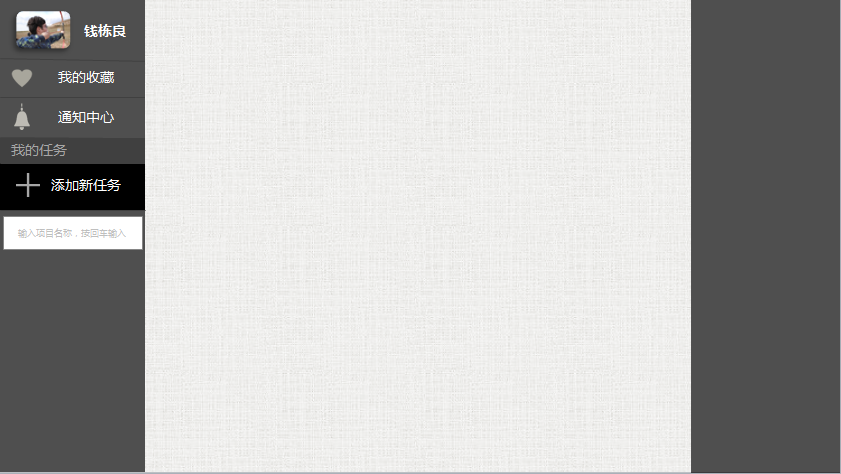 钱栋良
我的收藏
通知中心
我的任务
添加新任务
输入项目名称，按回车输入